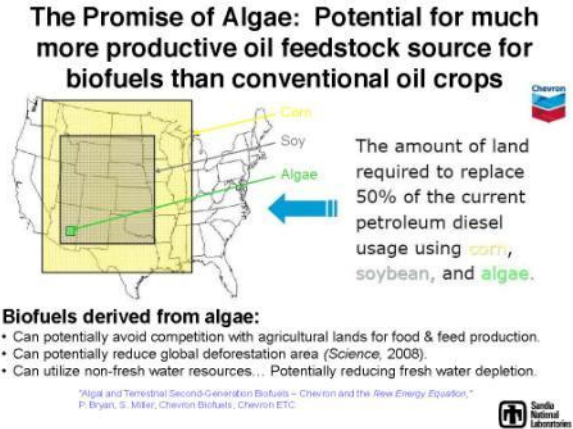 The Promise of Algae: Potential for much
more productive oil feedstock source for
biofuels than conventional oil crops
Chevron
Corn
Soy
Algae
The amount of land
required to replace
50% of the current
petroleum diesel
usage using corn,
soybean, and algae.
Biofuels derived from algae:
• Can potentially avoid competition with agricultural lands for food & feed production.
• Can potentially reduce global deforestation area (Science, 2008).
• Can utilize non-fresh water resources… Potentially reducing fresh water depletion.
"Algal and Terrestrial Second-Generation Biofuels – Chevron and the New Energy Equation,"
P. Bryan, S. Miller, Chevron Biofuels, Chevron ETC
Sandia
National
Laboratories